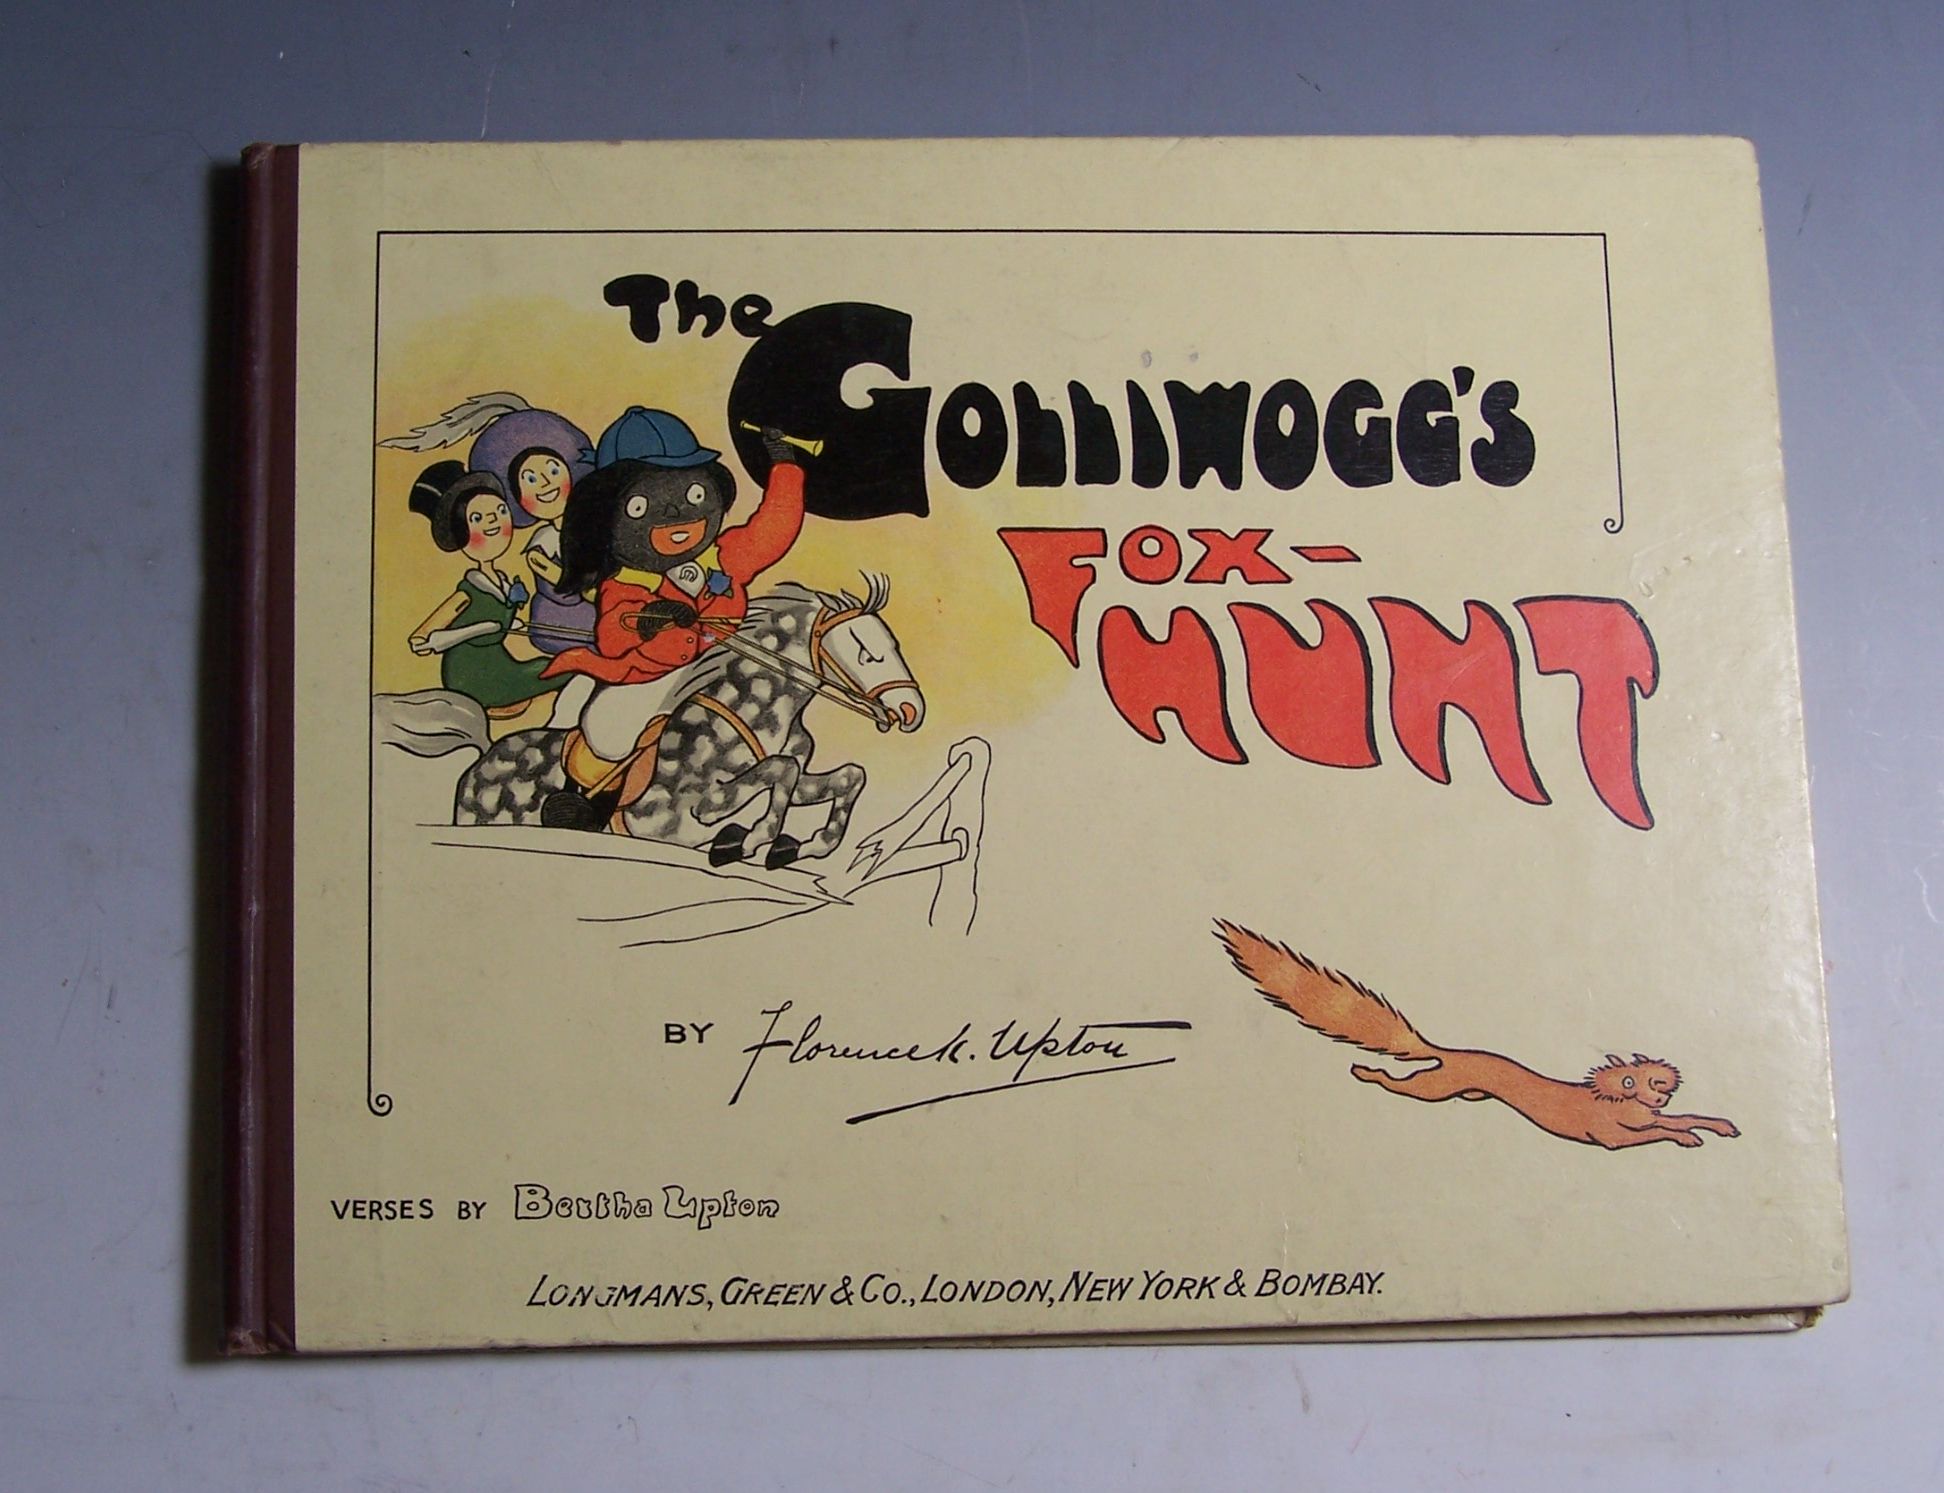 The
GOLLIWOGG'S
FOX-
HUNT
BY Florence K. Upton
VERSES BY Bertha Upton
LONGMANS, GREEN & CO., LONDON, NEW YORK & BOMBAY.